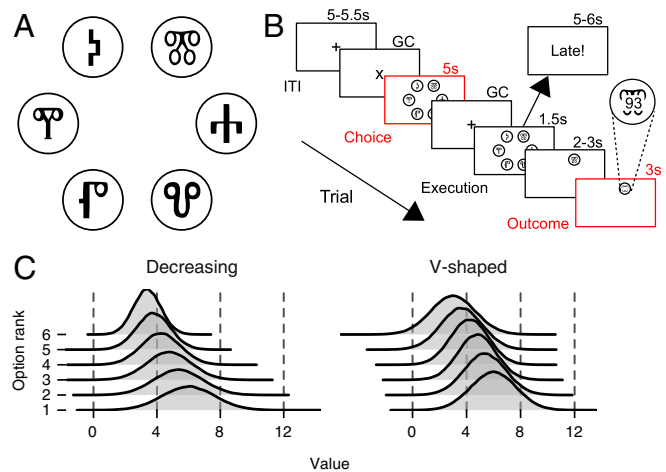 A
B
5-5.5s
GC
ITI
+
x
5s
Choice
GC
+
5-6s
Late!
1.5s
Execution
2-3s
93
3s
Outcome
Trial
C
Decreasing
V-shaped
Option rank
6
5
4
3
2
1
0 4 8 12
0 4 8 12
Value